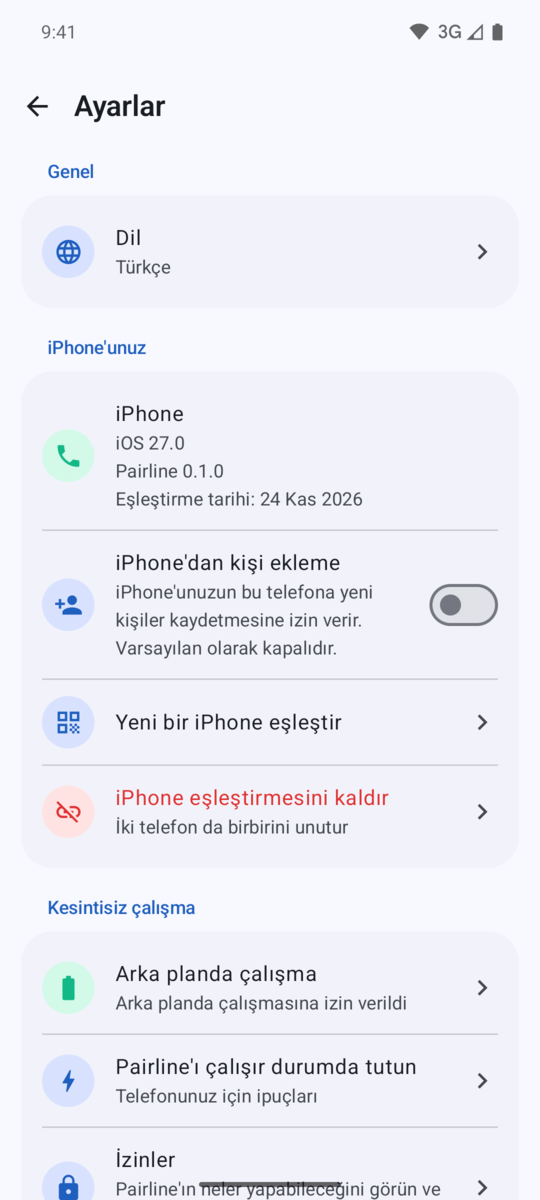 9:41
3G
Ayarlar
Genel
Dil
Türkçe
iPhone'unuz
iPhone
iOS 27.0
Pairline 0.1.0
Eşleştirme tarihi: 24 Kas 2026
iPhone'dan kişi ekleme
iPhone'unuzun bu telefona yeni
kişiler kaydetmesine izin verir.
Varsayılan olarak kapalıdır.
Yeni bir iPhone eşleştir
iPhone eşleştirmesini kaldır
İki telefon da birbirini unutur
Kesintisiz çalışma
Arka planda çalışma
Arka planda çalışmasına izin verildi
Pairline'ı çalışır durumda tutun
Telefonunuz için ipuçları
İzinler
Pairline'ın neler yapabileceğini görün ve